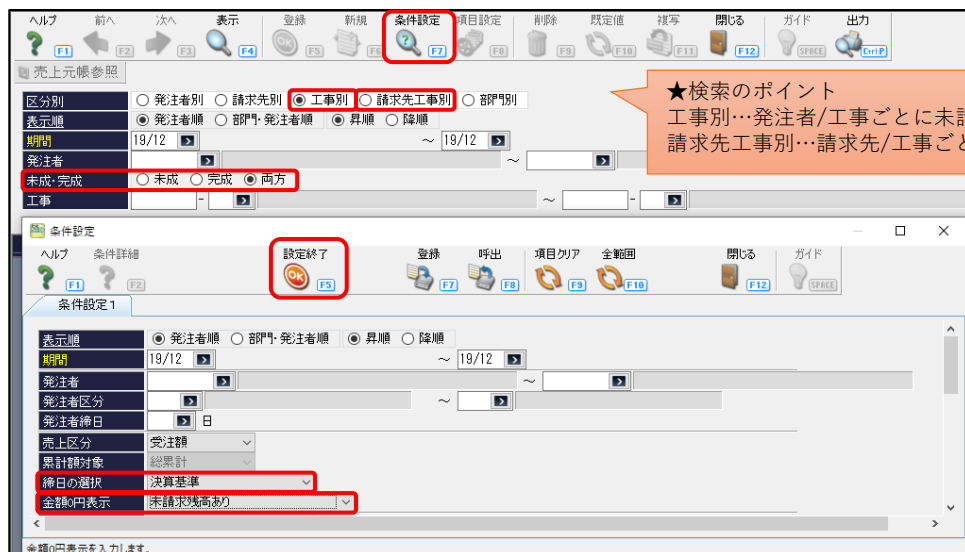 ヘルプ 前へ 次へ 表示 登録 新規 条件設定 項目設定 削除 既定値 複写 閉じる ガイド 出力
F1 F2 F3 F4 F5 F6 F7 F8 F9 F10 F11 F12 SPACE Ctrl+P
売上元帳参照
区分別 発注者別 請求先別 工事別 請求先工事別 部門別
表示順 発注者順 部門・発注者順 昇順 降順
期間 19/12 ～ 19/12
発注者 ～
未成・完成 未成 完成 両方
工事 - ～ -
★検索のポイント
工事別…発注者/工事ごとに未
請求先工事別…請求先/工事ごと
条件設定
ヘルプ 条件詳細 設定終了 登録 呼出 項目クリア 全範囲 閉じる ガイド
F1 F2 F5 F7 F8 F9 F10 F12 SPACE
条件設定1
表示順 発注者順 部門・発注者順 昇順 降順
期間 19/12 ～ 19/12
発注者 ～
発注者区分 ～
発注者締日 日
売上区分 受注額
累計額対象 総累計
締日の選択 決算基準
金額0円表示 未請求残高あり
金額0円表示を入力します。